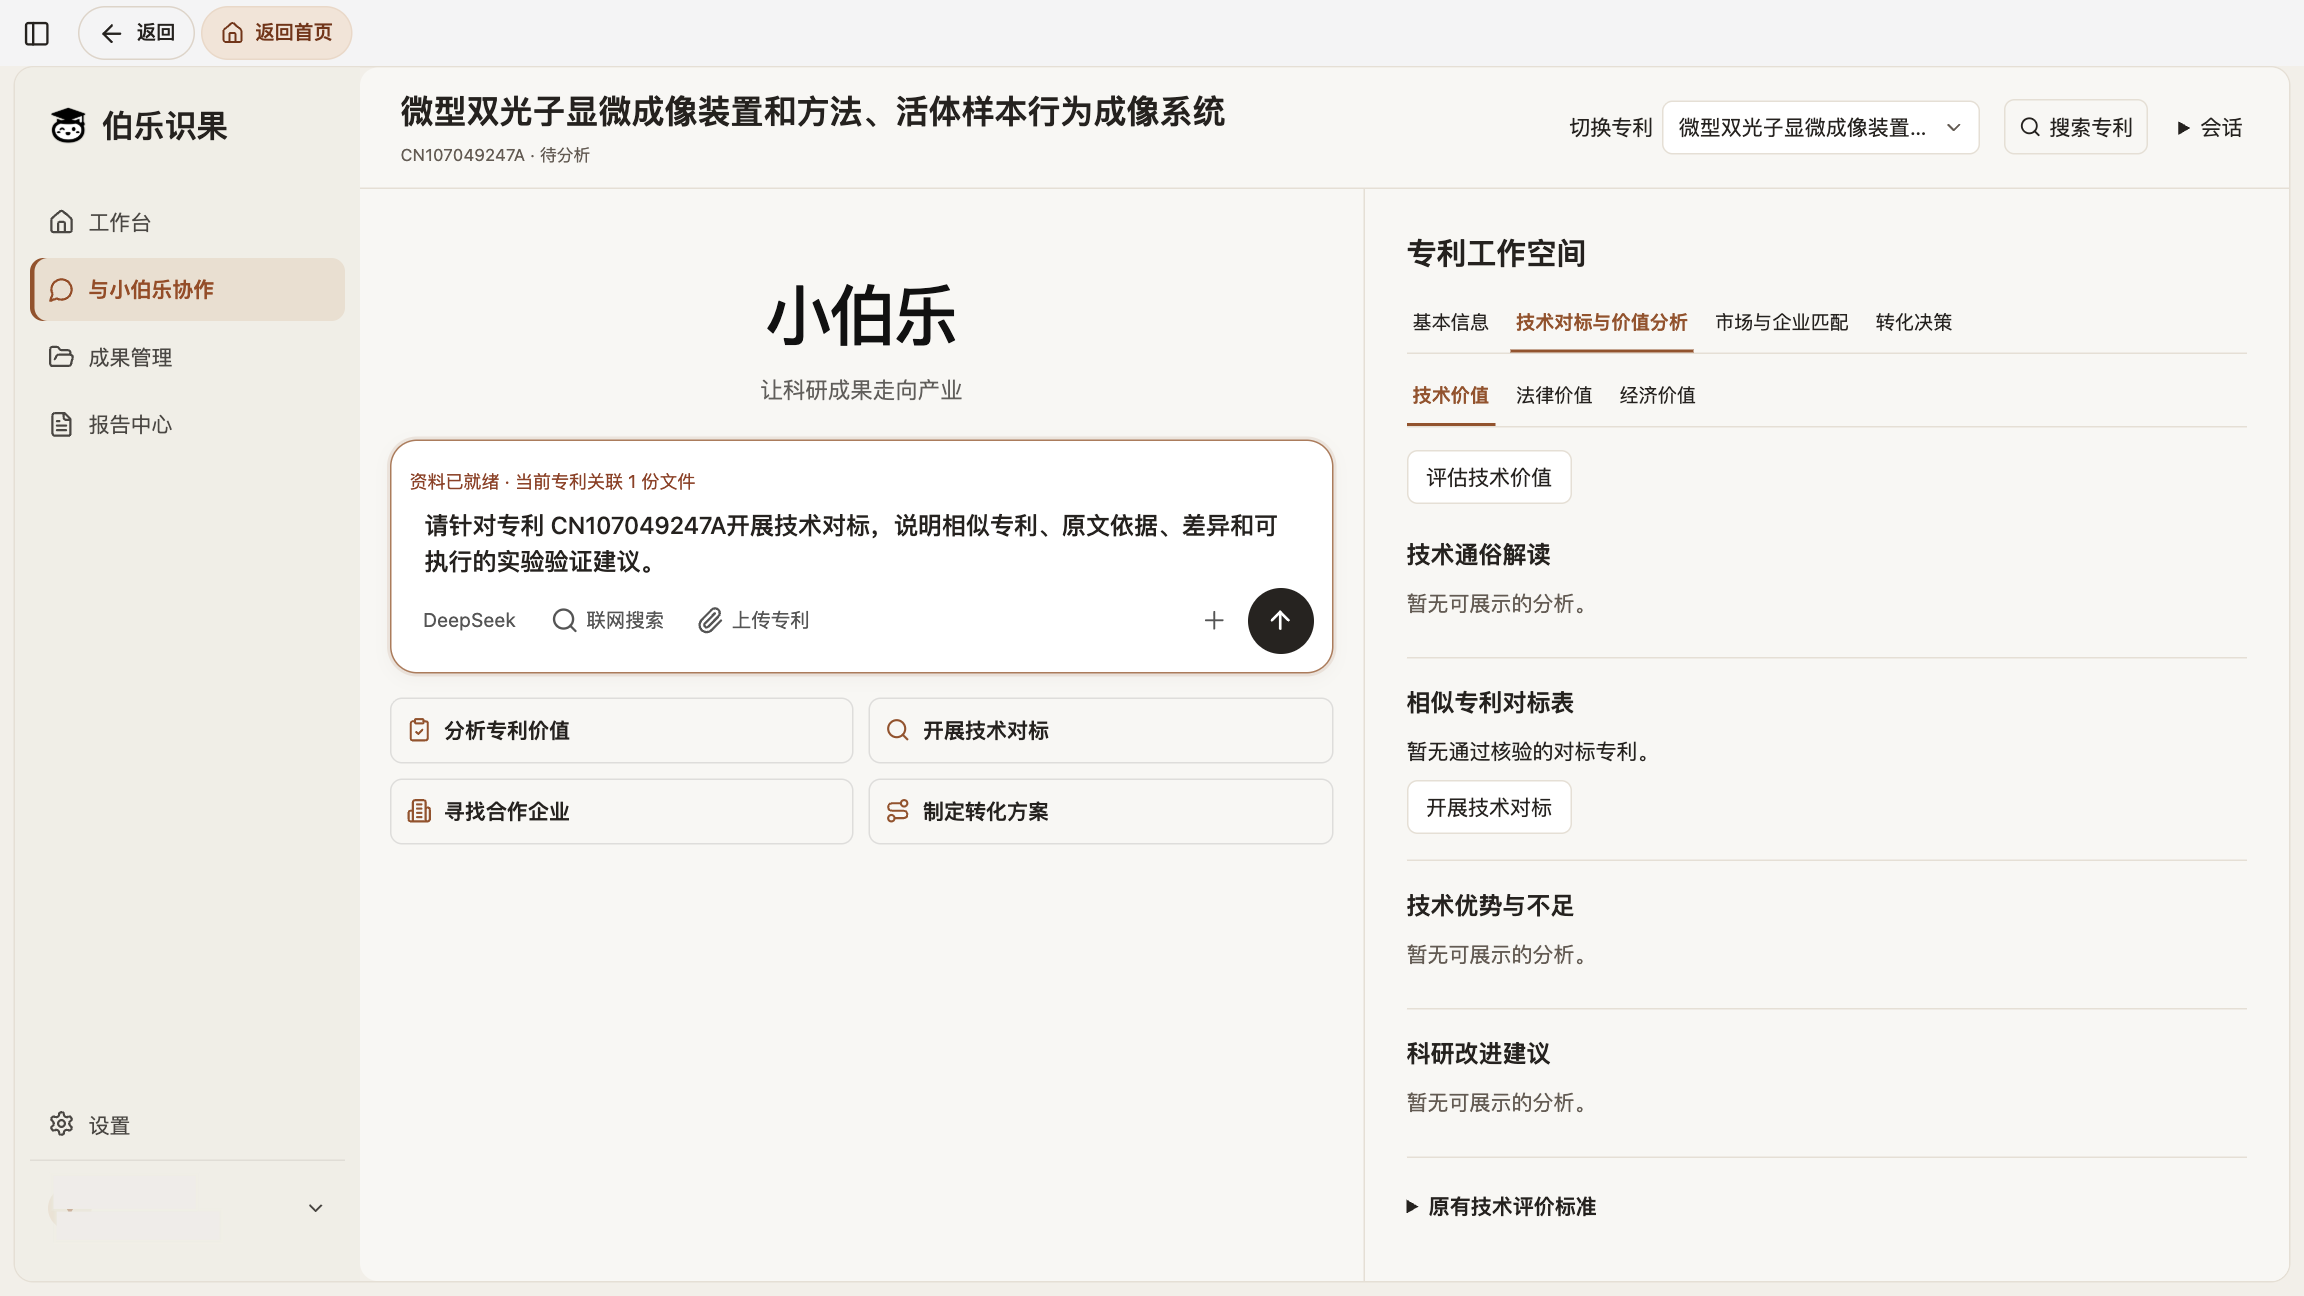 返回
返回首页
伯乐识果
工作台
与小伯乐协作
成果管理
报告中心
设置
微型双光子显微成像装置和方法、活体样本行为成像系统
CN107049247A · 待分析
切换专利
微型双光子显微成像装置...
搜索专利
会话
小伯乐
让科研成果走向产业
资料已就绪 · 当前专利关联 1 份文件
请针对专利 CN107049247A开展技术对标，说明相似专利、原文依据、差异和可
执行的实验验证建议。
DeepSeek
联网搜索
上传专利
分析专利价值
开展技术对标
寻找合作企业
制定转化方案
专利工作空间
基本信息
技术对标与价值分析
市场与企业匹配
转化决策
技术价值
法律价值
经济价值
评估技术价值
技术通俗解读
暂无可展示的分析。
相似专利对标表
暂无通过核验的对标专利。
开展技术对标
技术优势与不足
暂无可展示的分析。
科研改进建议
暂无可展示的分析。
原有技术评价标准